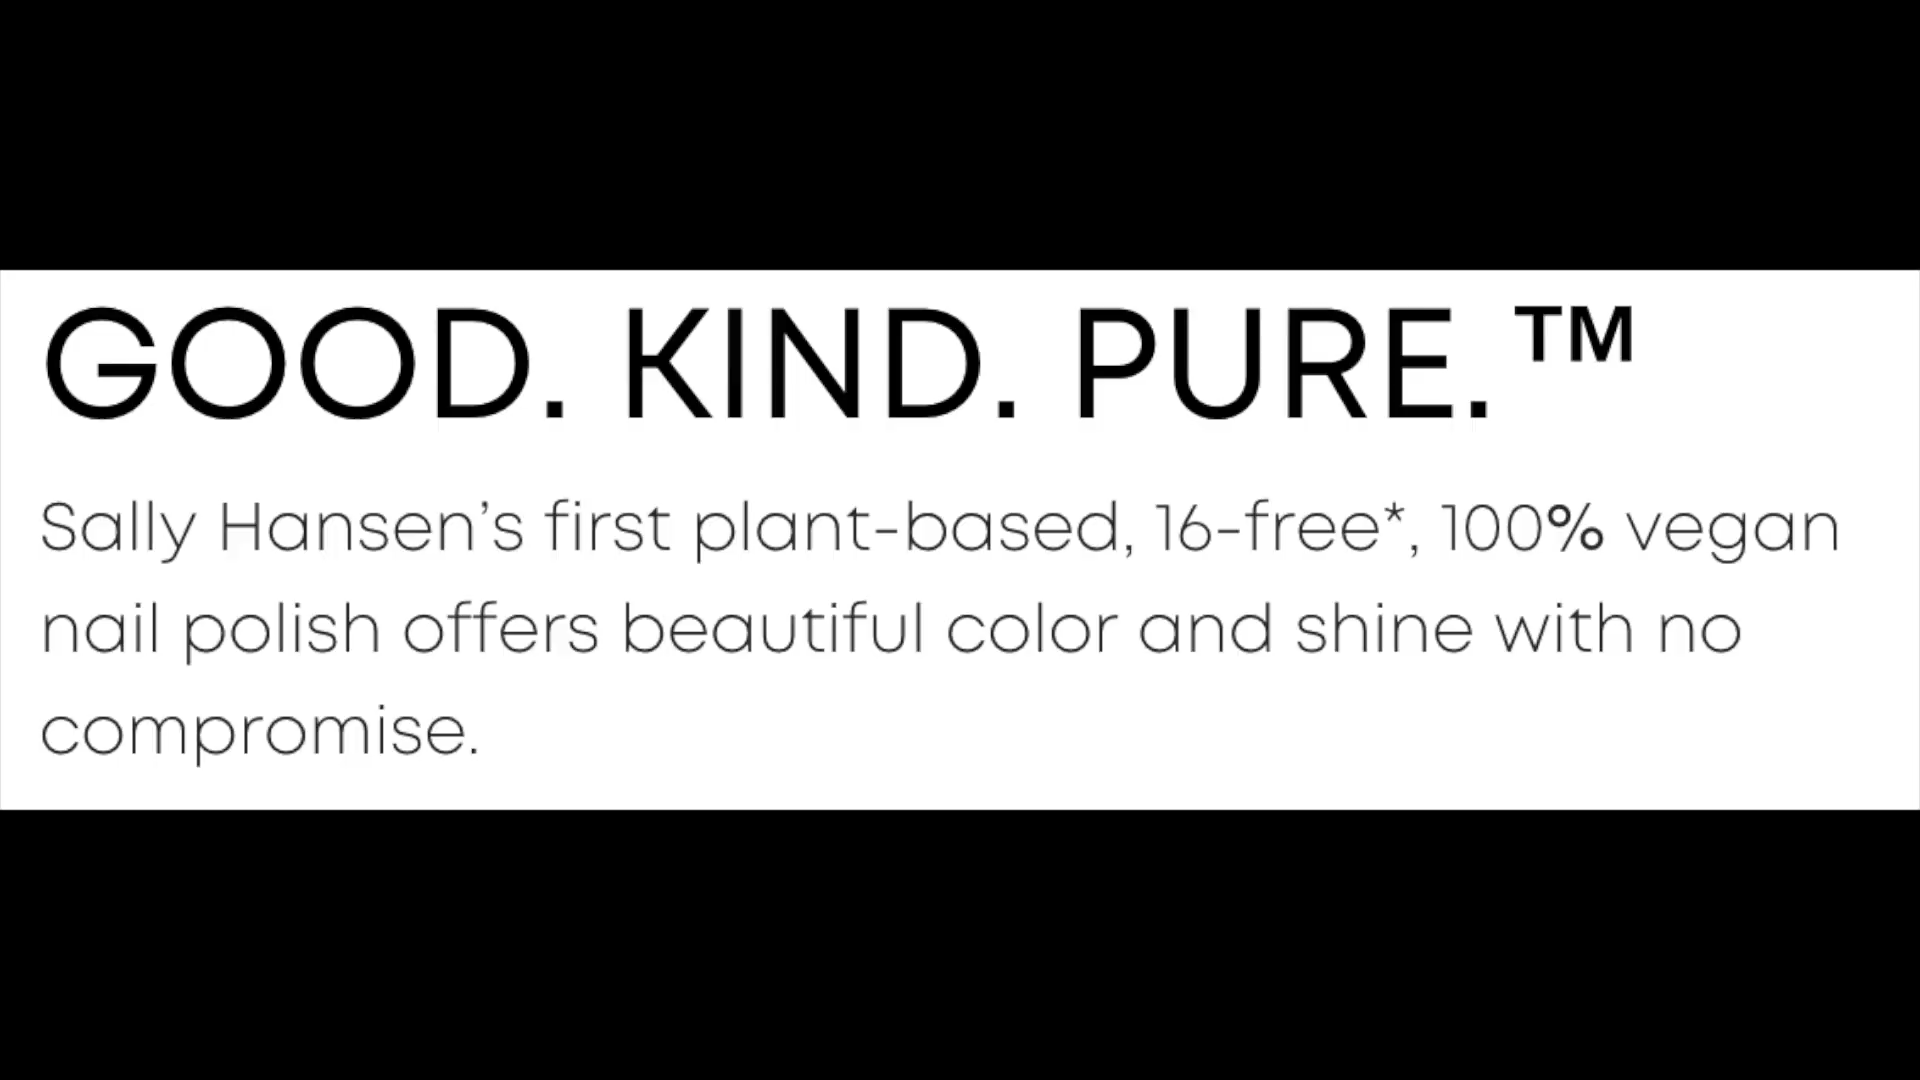 GOOD. KIND. PURE.™
Sally Hansen’s first plant-based, 16-free*, 100% vegan
nail polish offers beautiful color and shine with no
compromise.